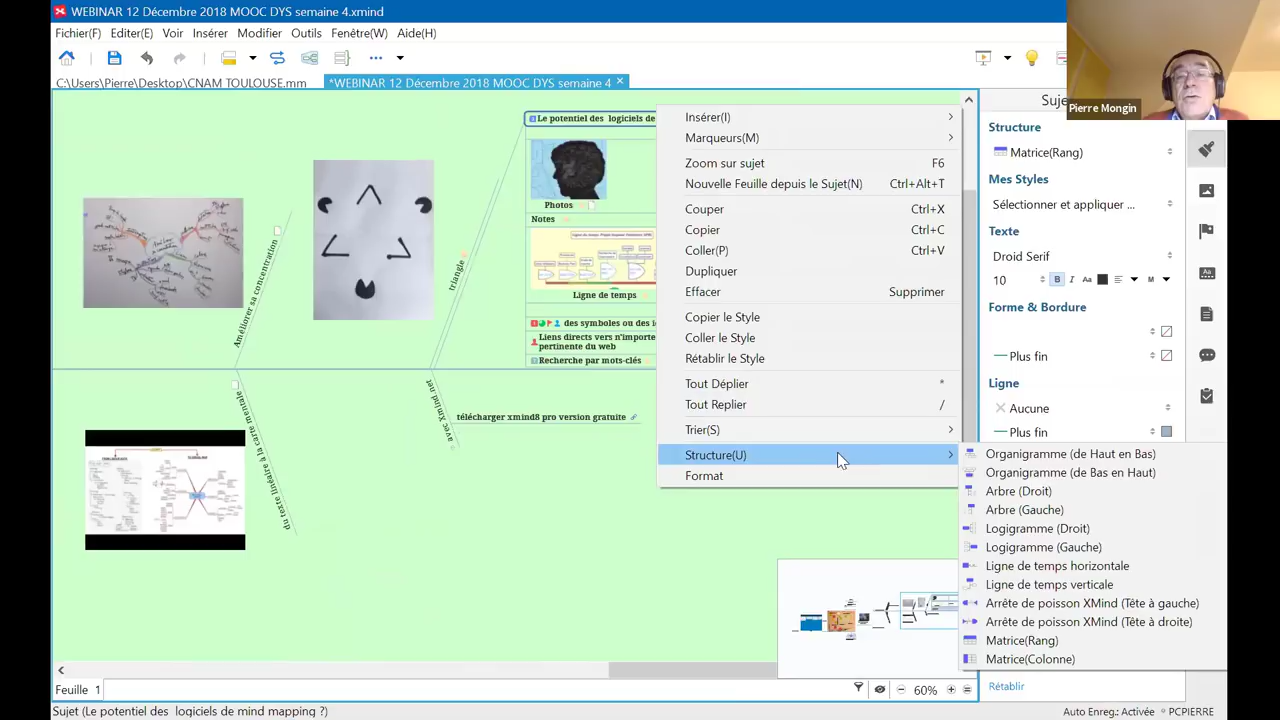 WEBINAR 12 Décembre 2018 MOOC DYS semaine 4.xmind
Fichier(F) Editer(E) Voir Insérer Modifier Outils Fenêtre(W) Aide(H)
C:\Users\Pierre\Desktop\CNAM TOULOUSE.mm
*WEBINAR 12 Décembre 2018 MOOC DYS semaine 4
Pierre Mongin
Améliorer sa concentration
triangle
du texte linéaire à la carte mentale
avec Xmind.net
télécharger xmind8 pro version gratuite
Le potentiel des logiciels de
Photos
Notes
Ligne de temps
des symboles ou des i
Liens directs vers n'importe
pertinente du web
Recherche par mots-clés
Insérer(I)
Marqueurs(M)
Zoom sur sujet F6
Nouvelle Feuille depuis le Sujet(N) Ctrl+Alt+T
Couper Ctrl+X
Copier Ctrl+C
Coller(P) Ctrl+V
Dupliquer
Effacer Supprimer
Copier le Style
Coller le Style
Rétablir le Style
Tout Déplier *
Tout Replier /
Trier(S)
Structure(U)
Format
Organigramme (de Haut en Bas)
Organigramme (de Bas en Haut)
Arbre (Droit)
Arbre (Gauche)
Logigramme (Droit)
Logigramme (Gauche)
Ligne de temps horizontale
Ligne de temps verticale
Arrête de poisson XMind (Tête à gauche)
Arrête de poisson XMind (Tête à droite)
Matrice(Rang)
Matrice(Colonne)
Suje
Structure
Matrice(Rang)
Mes Styles
Sélectionner et appliquer ...
Texte
Droid Serif
10 B I Aa M
Forme & Bordure
Plus fin
Ligne
Aucune
Plus fin
Rétablir
Feuille 1
60%
Sujet (Le potentiel des logiciels de mind mapping ?)
Auto Enreg.: Activée PCPIERRE